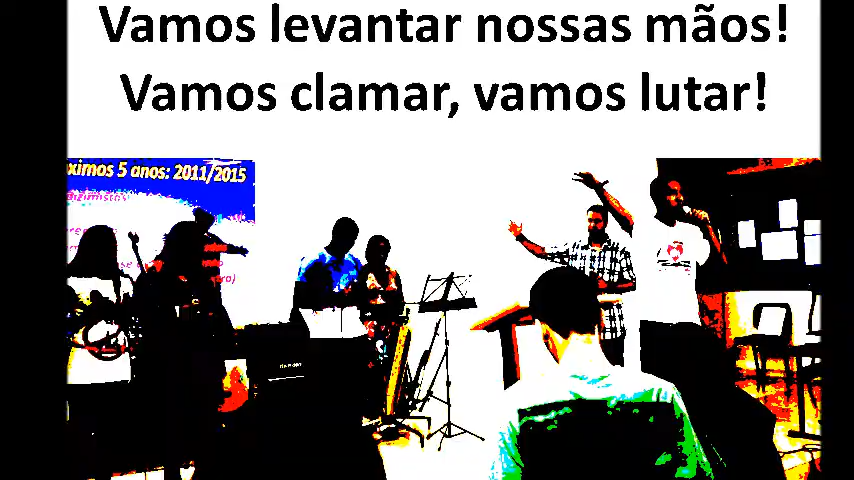 Vamos levantar nossas mãos!
Vamos clamar, vamos lutar!
ximos 5 anos: 2011/2015